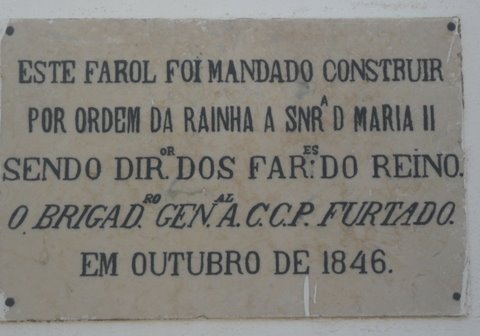 ESTE FAROL FOI MANDADO CONSTRUIR
POR ORDEM DA RAINHA A SNRᴬ D MARIA II
SENDO DIR.ᴼᴿ DOS FAR.ᴱˢ DO REINO.
O. BRIGAD.ᴿᴼ GEN.ᴬᴸ A.C.C.P. FURTADO.
EM OUTUBRO DE 1846.